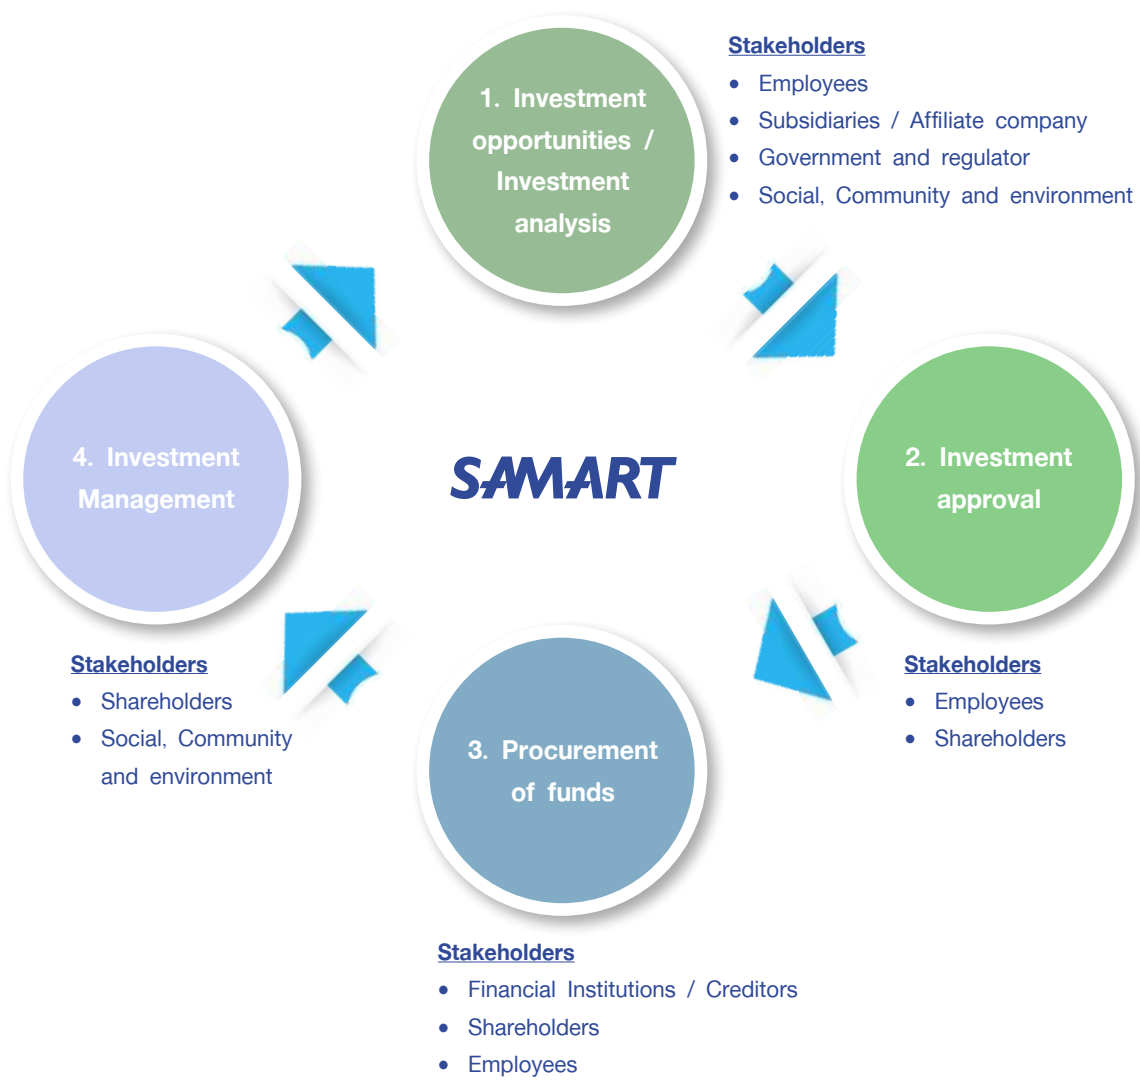 1. Investment
opportunities /
Investment
analysis
Stakeholders
• Employees
• Subsidiaries / Affiliate company
• Government and regulator
• Social, Community and environment
2. Investment
approval
Stakeholders
• Employees
• Shareholders
3. Procurement
of funds
Stakeholders
• Financial Institutions / Creditors
• Shareholders
• Employees
4. Investment
Management
Stakeholders
• Shareholders
• Social, Community
and environment
SAMART